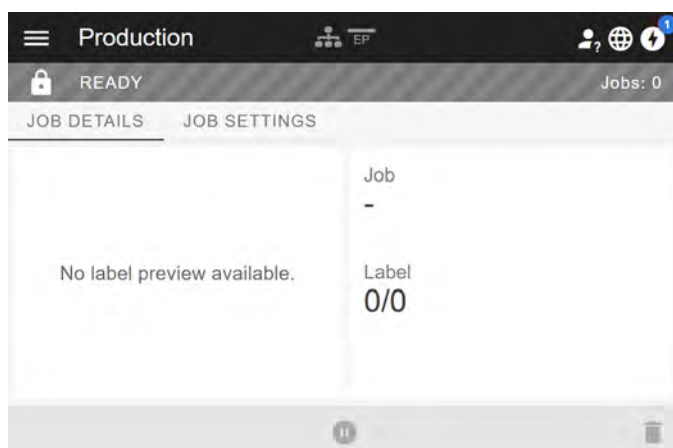 Production
EP
?
1
READY
Jobs: 0
JOB DETAILS
JOB SETTINGS
Job
-
No label preview available.
Label
0/0